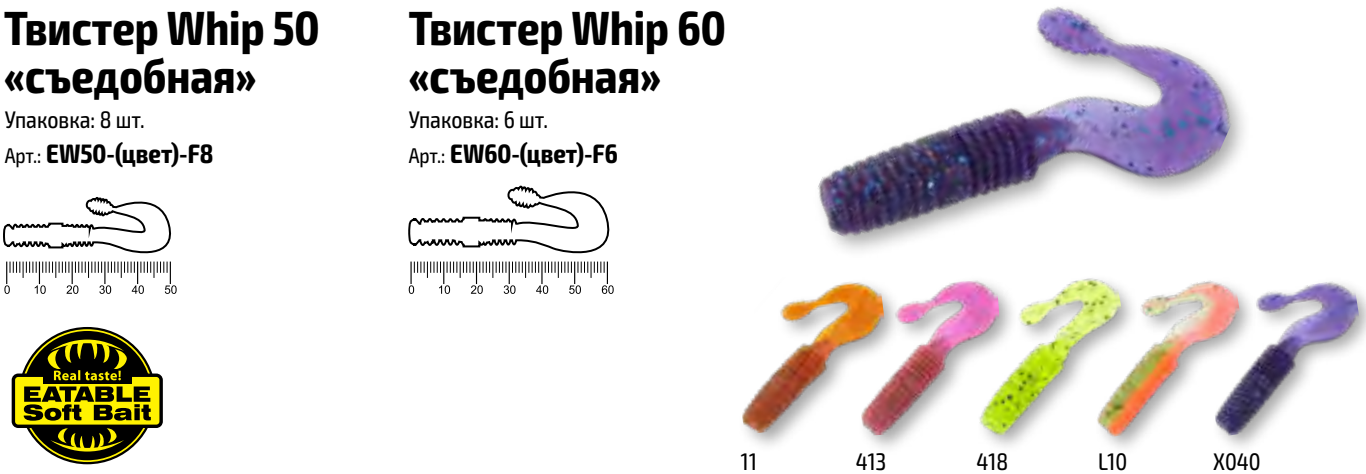 Твистер Whip 50
«съедобная»
Упаковка: 8 шт.
Арт.: EW50-(цвет)-F8
0 10 20 30 40 50
Real taste!
EATABLE
Soft Bait
Твистер Whip 60
«съедобная»
Упаковка: 6 шт.
Арт.: EW60-(цвет)-F6
0 10 20 30 40 50 60
11 413 418 L10 X040